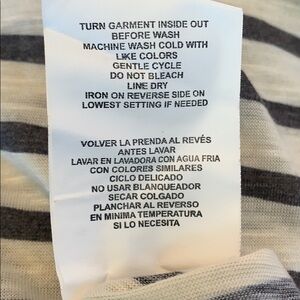 TURN GARMENT INSIDE OUT
BEFORE WASH
MACHINE WASH COLD WITH
LIKE COLORS
GENTLE CYCLE
DO NOT BLEACH
LINE DRY
IRON ON REVERSE SIDE ON
LOWEST SETTING IF NEEDED
VOLVER LA PRENDA AL REVÉS
ANTES LAVAR
LAVAR EN LAVADORA CON AGUA FRIA
CON COLORES SIMILARES
CICLO DELICADO
NO USAR BLANQUEADOR
SECAR COLGADO
PLANCHAR AL REVERSO
EN MINIMA TEMPERATURA
SI LO NECESITA